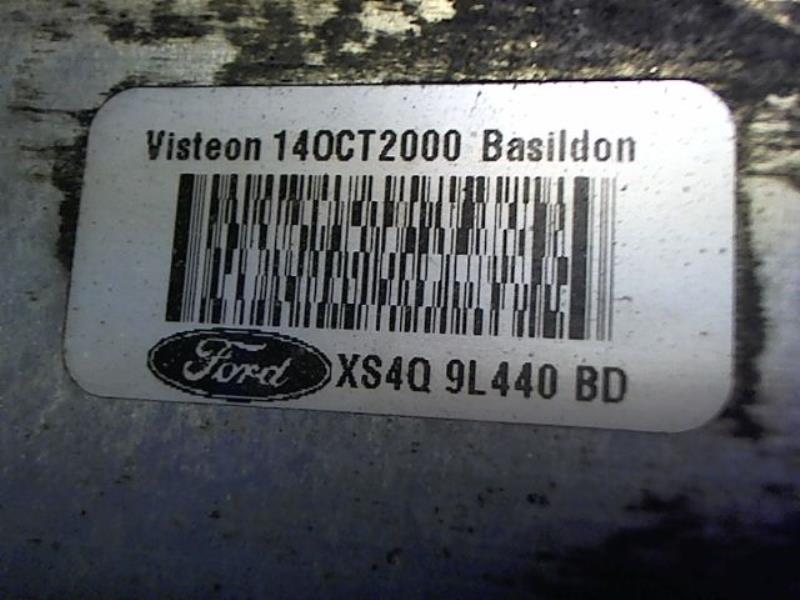 Visteon 14OCT2000 Basildon
Ford XS4Q 9L440 BD